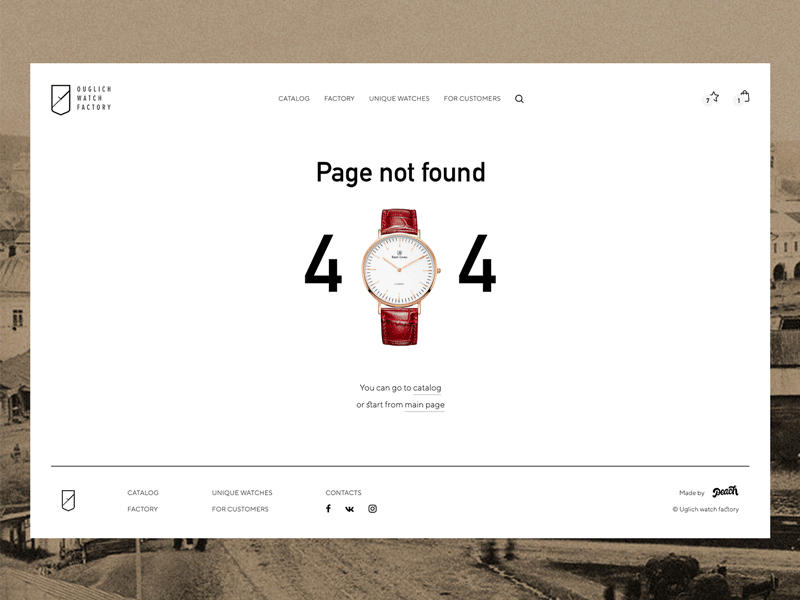 OUGLICH
WATCH
FACTORY
CATALOG FACTORY UNIQUE WATCHES FOR CUSTOMERS
7 1
Page not found
4 4
You can go to catalog
or start from main page
CATALOG UNIQUE WATCHES CONTACTS Made by Peach
FACTORY FOR CUSTOMERS © Uglich watch factory